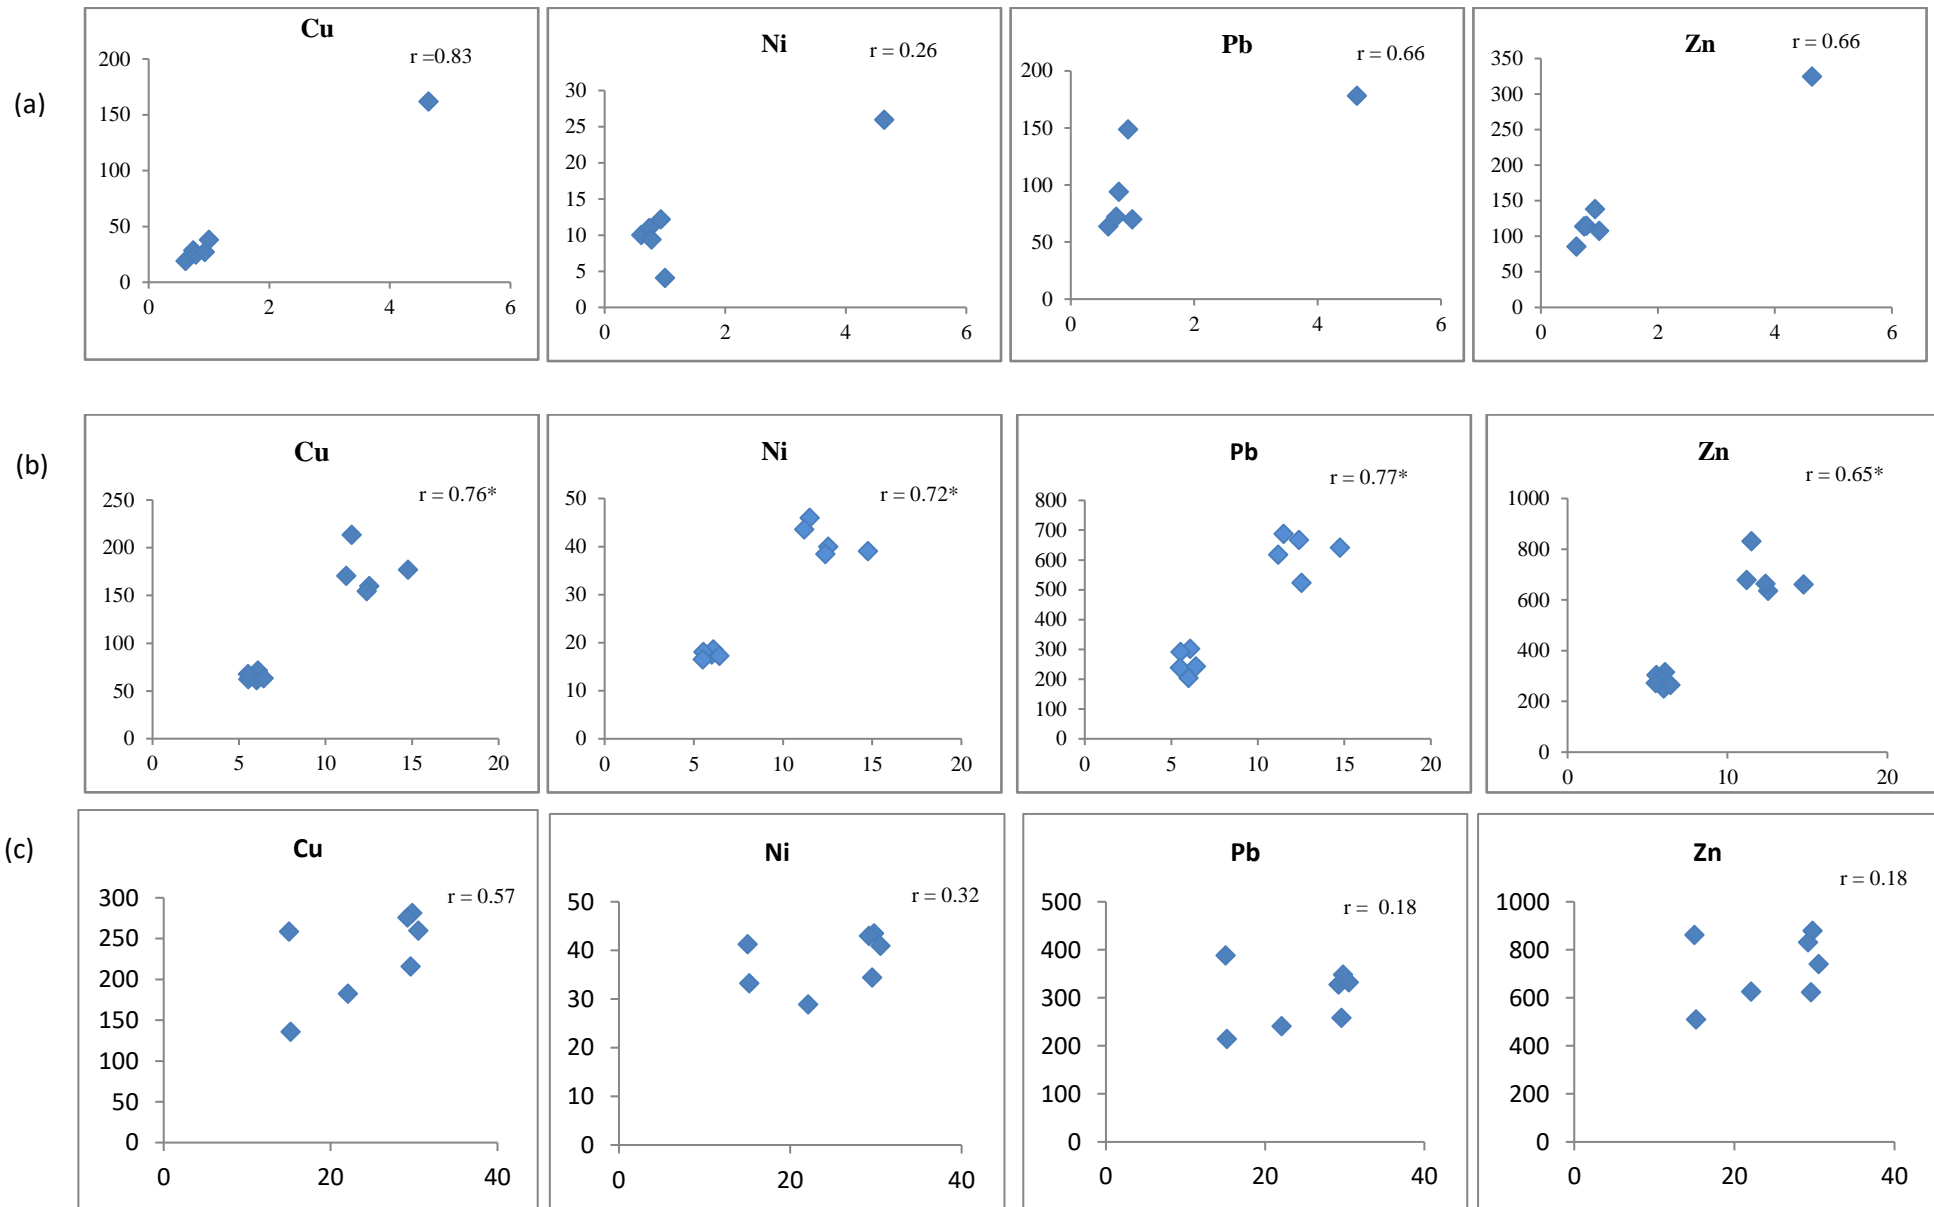 (a)
Cu
r =0.83
200
150
100
50
0
0 2 4 6
Ni
r = 0.26
30
25
20
15
10
5
0
0 2 4 6
Pb
r = 0.66
200
150
100
50
0
0 2 4 6
Zn
r = 0.66
350
300
250
200
150
100
50
0
0 2 4 6
(b)
Cu
r = 0.76*
250
200
150
100
50
0
0 5 10 15 20
Ni
r = 0.72*
50
40
30
20
10
0
0 5 10 15 20
Pb
r = 0.77*
800
700
600
500
400
300
200
100
0
0 5 10 15 20
Zn
r = 0.65*
1000
800
600
400
200
0
0 10 20
(c)
Cu
r = 0.57
300
250
200
150
100
50
0
0 20 40
Ni
r = 0.32
50
40
30
20
10
0
0 20 40
Pb
r = 0.18
500
400
300
200
100
0
0 20 40
Zn
r = 0.18
1000
800
600
400
200
0
0 20 40